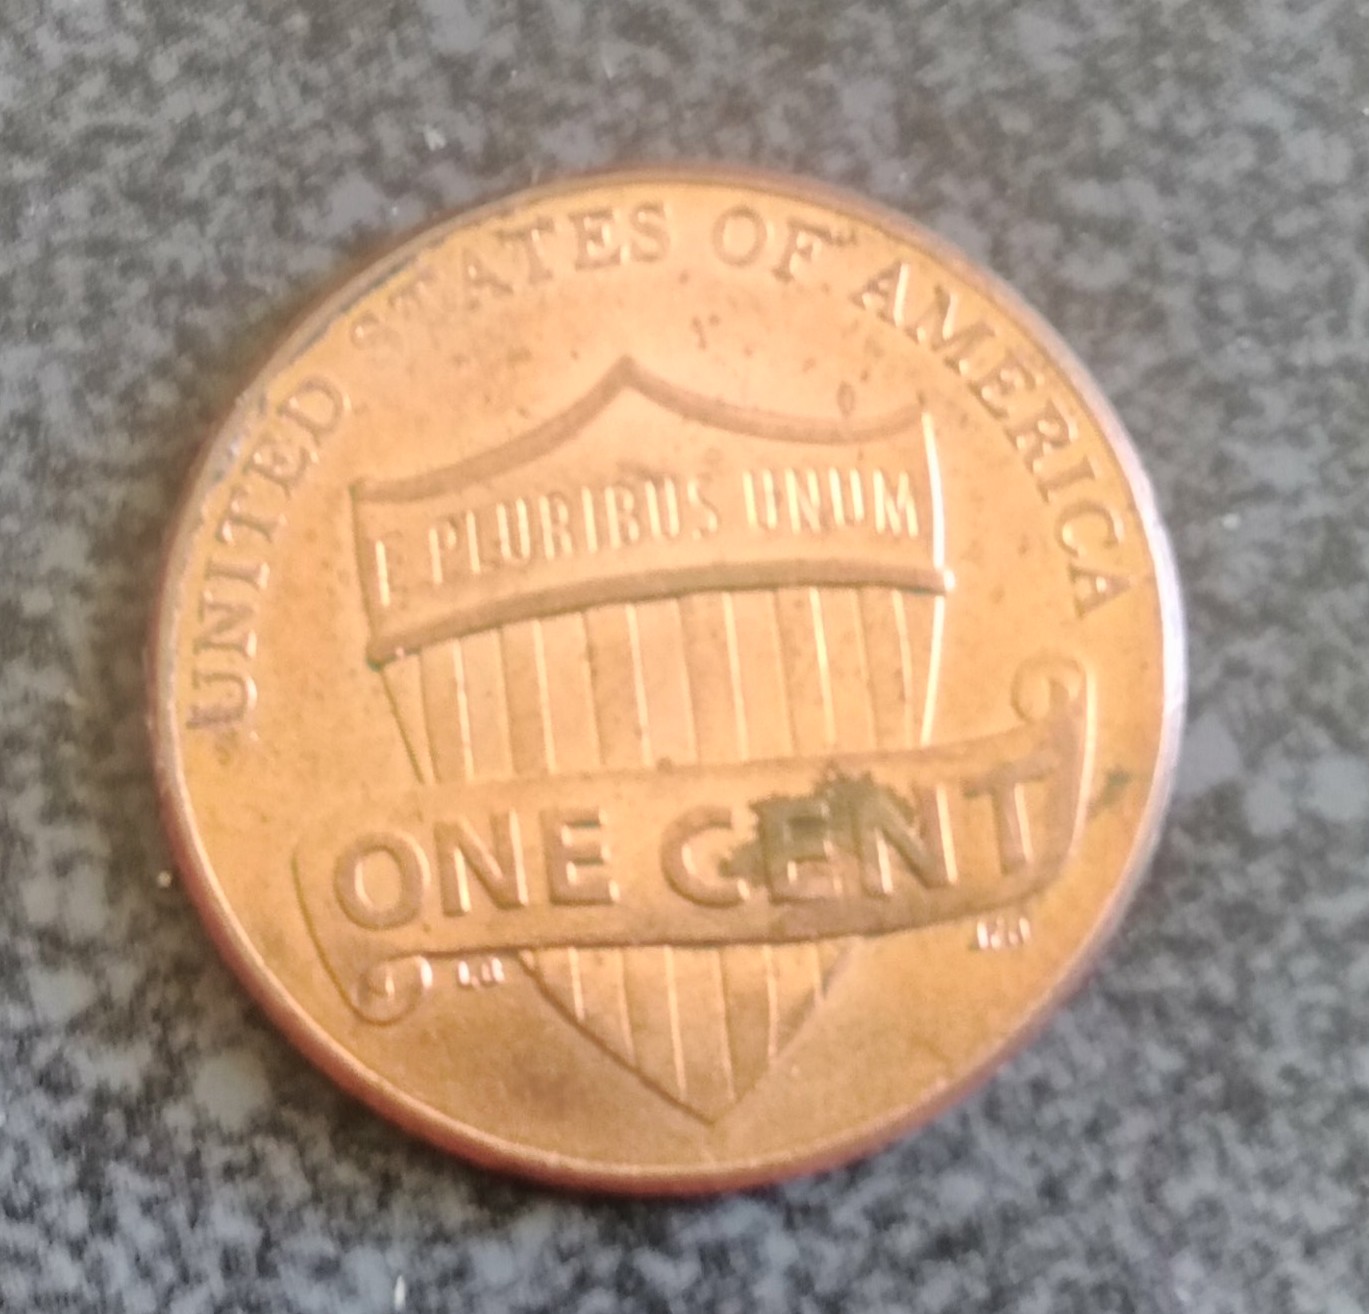 UNITED STATES OF AMERICA
E PLURIBUS UNUM
ONE CENT